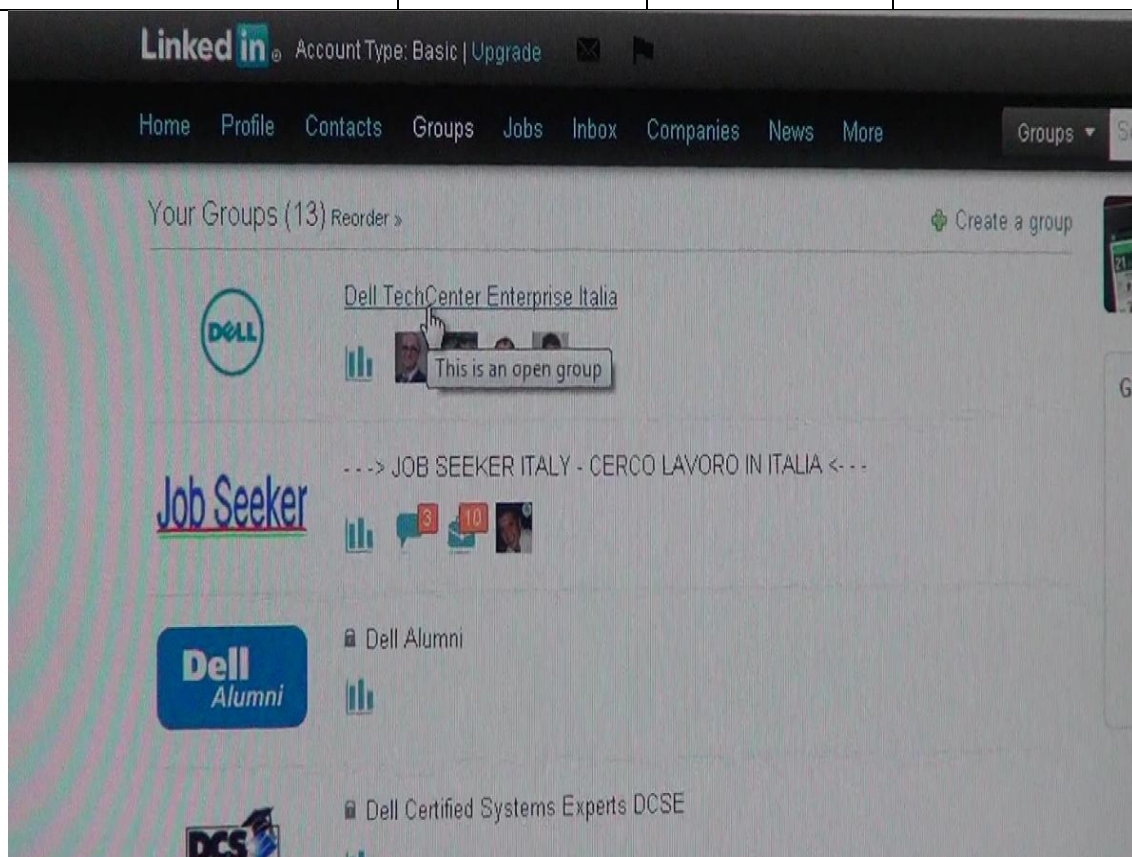 Linked in ® Account Type: Basic | Upgrade
Home Profile Contacts Groups Jobs Inbox Companies News More Groups
Your Groups (13) Reorder » Create a group
DELL
Dell TechCenter Enterprise Italia
This is an open group
Job Seeker
- - -> JOB SEEKER ITALY - CERCO LAVORO IN ITALIA <- - -
3 10
Dell Alumni
Dell Alumni
Dell Certified Systems Experts DCSE
DCS